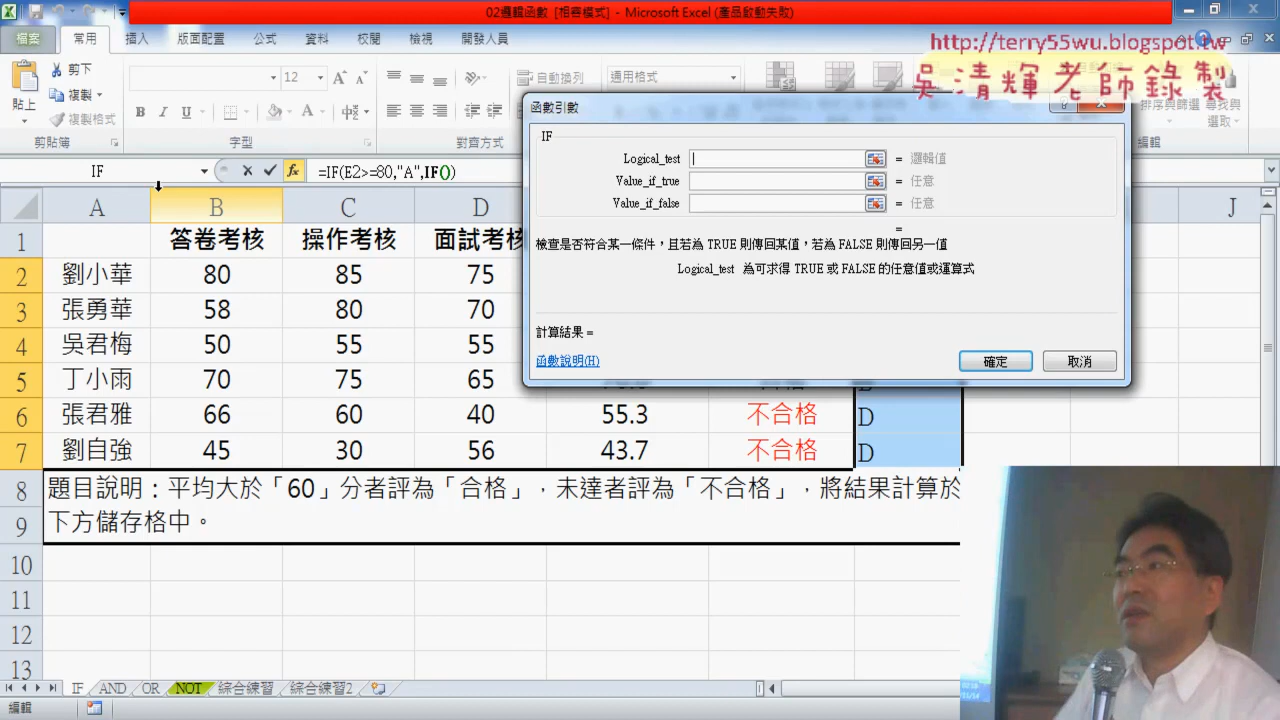 02邏輯函數 [相容模式] - Microsoft Excel (產品啟動失敗)
檔案 常用 插入 版面配置 公式 資料 校閱 檢視 開發人員
http://terry55wu.blogspot.tw
吳清輝老師錄製
剪下
複製
複製格式
貼上
12
自動換列
通用格式
排序與篩選 尋找與
選取
剪貼簿 字型 對齊方式 編輯
IF =IF(E2>=80,"A",IF())
函數引數
IF
Logical_test = 邏輯值
Value_if_true = 任意
Value_if_false = 任意
=
檢查是否符合某一條件，且若為 TRUE 則傳回某值，若為 FALSE 則傳回另一值
Logical_test 為可求得 TRUE 或 FALSE 的任意值或運算式
計算結果 =
函數說明(H)
確定 取消
A B C D J
1 答卷考核 操作考核 面試考核
2 劉小華 80 85 75
3 張勇華 58 80 70
4 吳君梅 50 55 55
5 丁小雨 70 75 65
6 張君雅 66 60 40 55.3 不合格 D
7 劉自強 45 30 56 43.7 不合格 D
8 題目說明：平均大於「60」分者評為「合格」，未達者評為「不合格」，將結果計算於
9 下方儲存格中。
10
11
12
13
IF AND OR NOT 綜合練習 綜合練習2
編輯